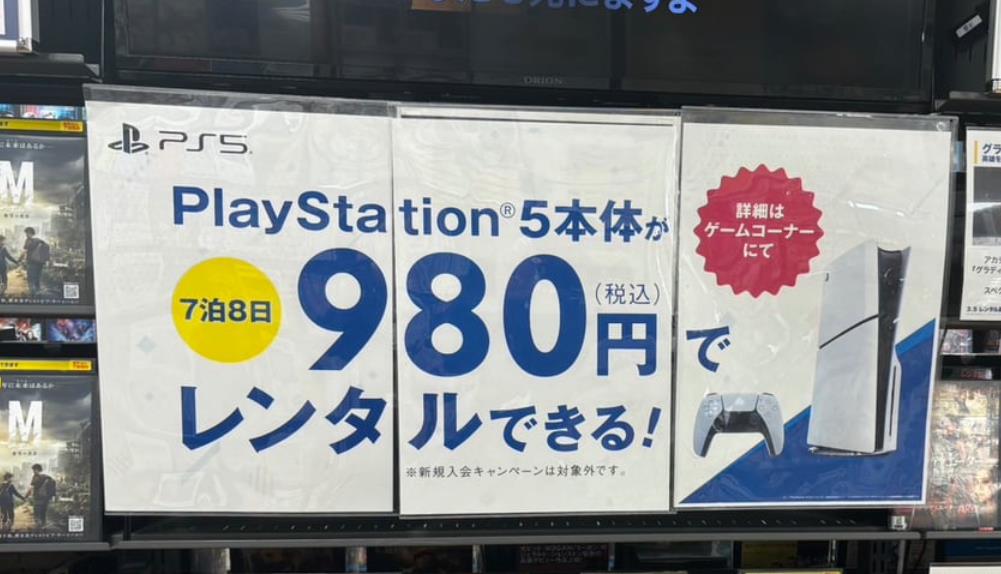 ORION
PS5
PlayStation®5本体が
7泊8日
980円
(税込)
で
レンタルできる!
※新規入会キャンペーンは対象外です。
詳細は
ゲームコーナー
にて
M
M